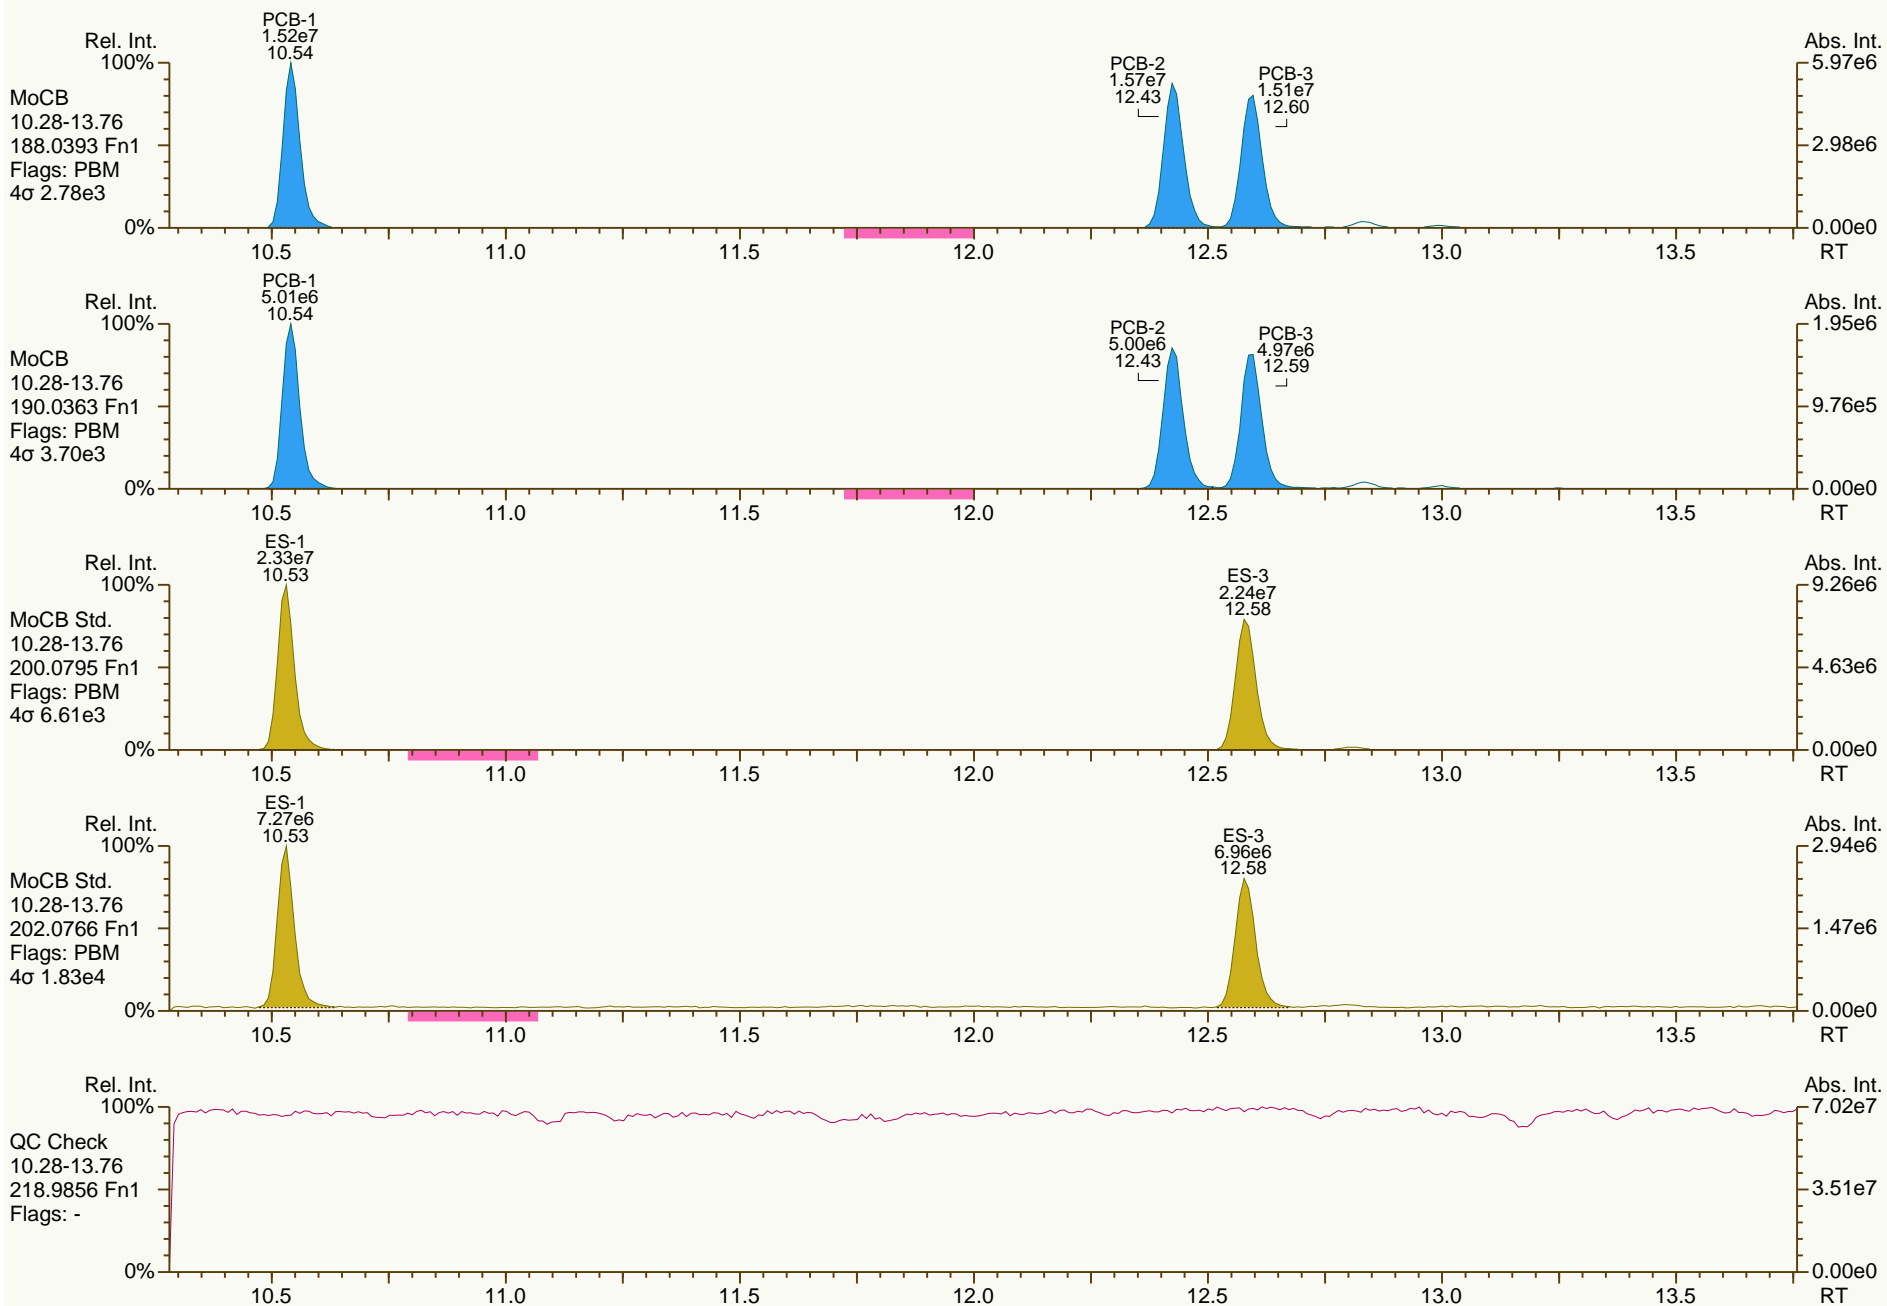 PCB-1
1.52e7
10.54
Rel. Int.
Abs. Int.
100%
5.97e6
PCB-2
1.57e7
12.43
PCB-3
1.51e7
12.60
MoCB
10.28-13.76
188.0393 Fn1
Flags: PBM
4σ 2.78e3
2.98e6
0%
0.00e0
10.5 11.0 11.5 12.0 12.5 13.0 13.5 RT
PCB-1
5.01e6
10.54
Rel. Int.
Abs. Int.
100%
1.95e6
PCB-2
5.00e6
12.43
PCB-3
4.97e6
12.59
MoCB
10.28-13.76
190.0363 Fn1
Flags: PBM
4σ 3.70e3
9.76e5
0%
0.00e0
10.5 11.0 11.5 12.0 12.5 13.0 13.5 RT
ES-1
2.33e7
10.53
Rel. Int.
Abs. Int.
100%
9.26e6
ES-3
2.24e7
12.58
MoCB Std.
10.28-13.76
200.0795 Fn1
Flags: PBM
4σ 6.61e3
4.63e6
0%
0.00e0
10.5 11.0 11.5 12.0 12.5 13.0 13.5 RT
ES-1
7.27e6
10.53
Rel. Int.
Abs. Int.
100%
2.94e6
ES-3
6.96e6
12.58
MoCB Std.
10.28-13.76
202.0766 Fn1
Flags: PBM
4σ 1.83e4
1.47e6
0%
0.00e0
10.5 11.0 11.5 12.0 12.5 13.0 13.5 RT
Rel. Int.
Abs. Int.
100%
7.02e7
QC Check
10.28-13.76
218.9856 Fn1
Flags: -
3.51e7
0%
0.00e0
10.5 11.0 11.5 12.0 12.5 13.0 13.5 RT